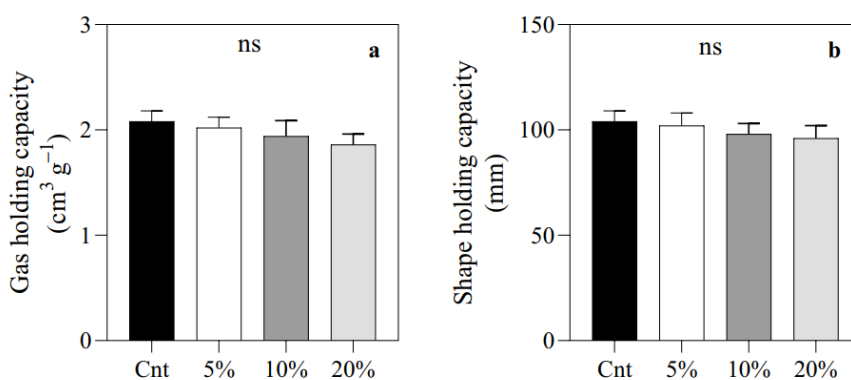 3
2
1
0
Gas holding capacity
(cm³ g⁻¹)
ns
a
Cnt 5% 10% 20%
150
100
50
0
Shape holding capacity
(mm)
ns
b
Cnt 5% 10% 20%